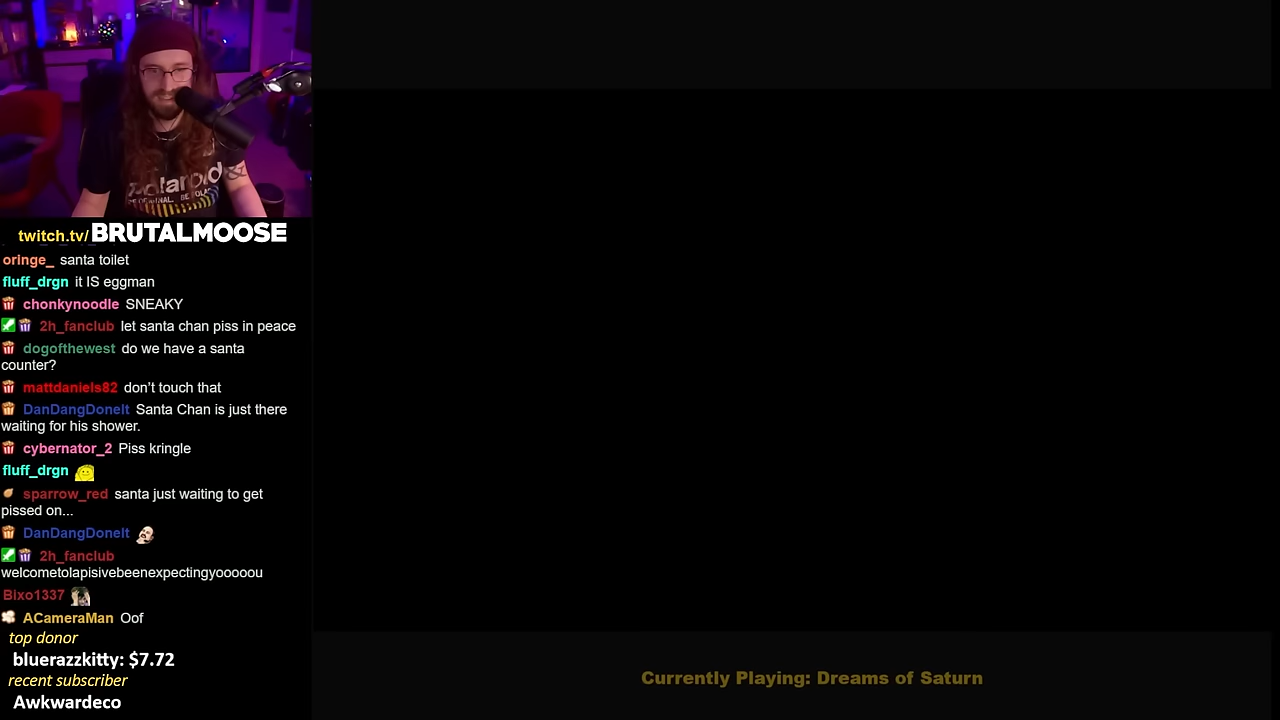 twitch.tv/BRUTALMOOSE
oringe_ santa toilet
fluff_drgn it IS eggman
chonkynoodle SNEAKY
2h_fanclub let santa chan piss in peace
dogofthewest do we have a santa
counter?
mattdaniels82 don't touch that
DanDangDoneIt Santa Chan is just there
waiting for his shower.
cybernator_2 Piss kringle
fluff_drgn
sparrow_red santa just waiting to get
pissed on...
DanDangDoneIt
2h_fanclub
welcometolapisivebeenexpectingyooooou
Bixo1337
ACameraMan Oof
top donor
bluerazzkitty: $7.72
recent subscriber
Awkwardeco
Currently Playing: Dreams of Saturn